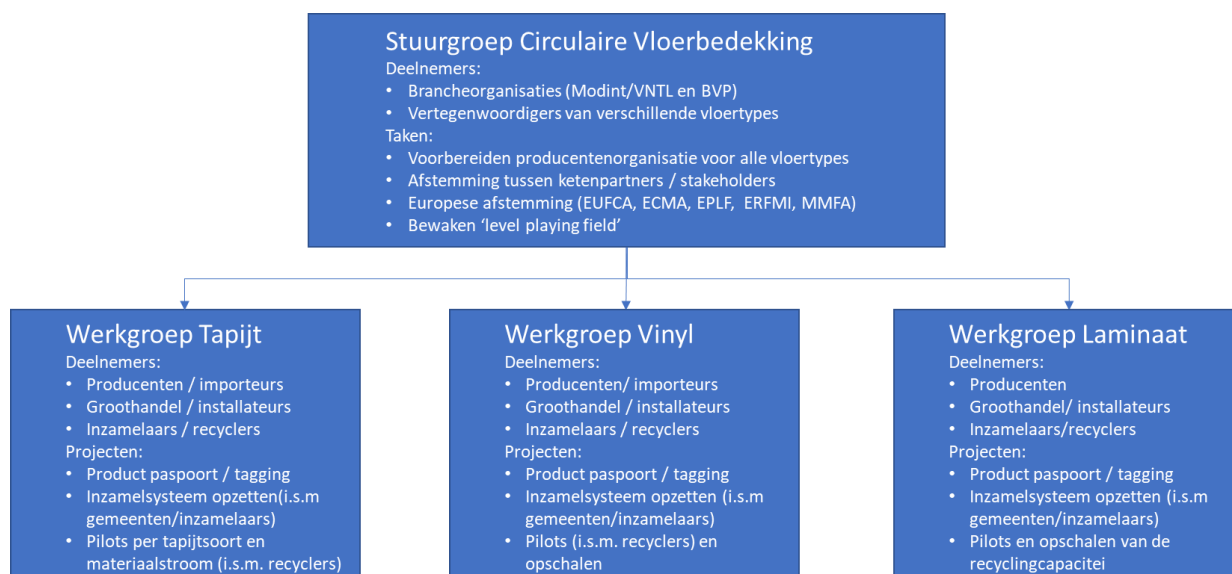 Stuurgroep Circulaire Vloerbedekking
Deelnemers:
• Brancheorganisaties (Modint/VNTL en BVP)
• Vertegenwoordigers van verschillende vloertypes
Taken:
• Voorbereiden producentenorganisatie voor alle vloertypes
• Afstemming tussen ketenpartners / stakeholders
• Europese afstemming (EUFCA, ECMA, EPLF, ERFMI, MMFA)
• Bewaken ‘level playing field’
Werkgroep Tapijt
Deelnemers:
• Producenten / importeurs
• Groothandel / installateurs
• Inzamelaars / recyclers
Projecten:
• Product paspoort / tagging
• Inzamelsysteem opzetten(i.s.m
gemeenten/inzamelaars)
• Pilots per tapijtsoort en
materiaalstroom (i.s.m. recyclers)
Werkgroep Vinyl
Deelnemers:
• Producenten/ importeurs
• Groothandel / installateurs
• Inzamelaars / recyclers
Projecten:
• Product paspoort / tagging
• Inzamelsysteem opzetten (i.s.m
gemeenten/inzamelaars)
• Pilots (i.s.m. recyclers) en
opschalen
Werkgroep Laminaat
Deelnemers:
• Producenten
• Groothandel/ installateurs
• Inzamelaars/recyclers
Projecten:
• Product paspoort / tagging
• Inzamelsysteem opzetten (i.s.m
gemeenten/inzamelaars)
• Pilots en opschalen van de
recyclingcapacitei